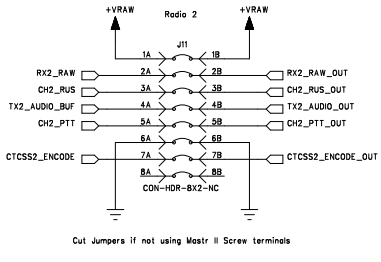 +VRAW Radio 2 +VRAW
J11
1A 1B
RX2_RAW 2A 2B RX2_RAW_OUT
CH2_RUS 3A 3B CH2_RUS_OUT
TX2_AUDIO_BUF 4A 4B TX2_AUDIO_OUT
CH2_PTT 5A 5B CH2_PTT_OUT
6A 6B
CTCSS2_ENCODE 7A 7B CTCSS2_ENCODE_OUT
8A 8B
CON-HDR-8X2-NC
Cut Jumpers if not using Mastr II Screw terminals